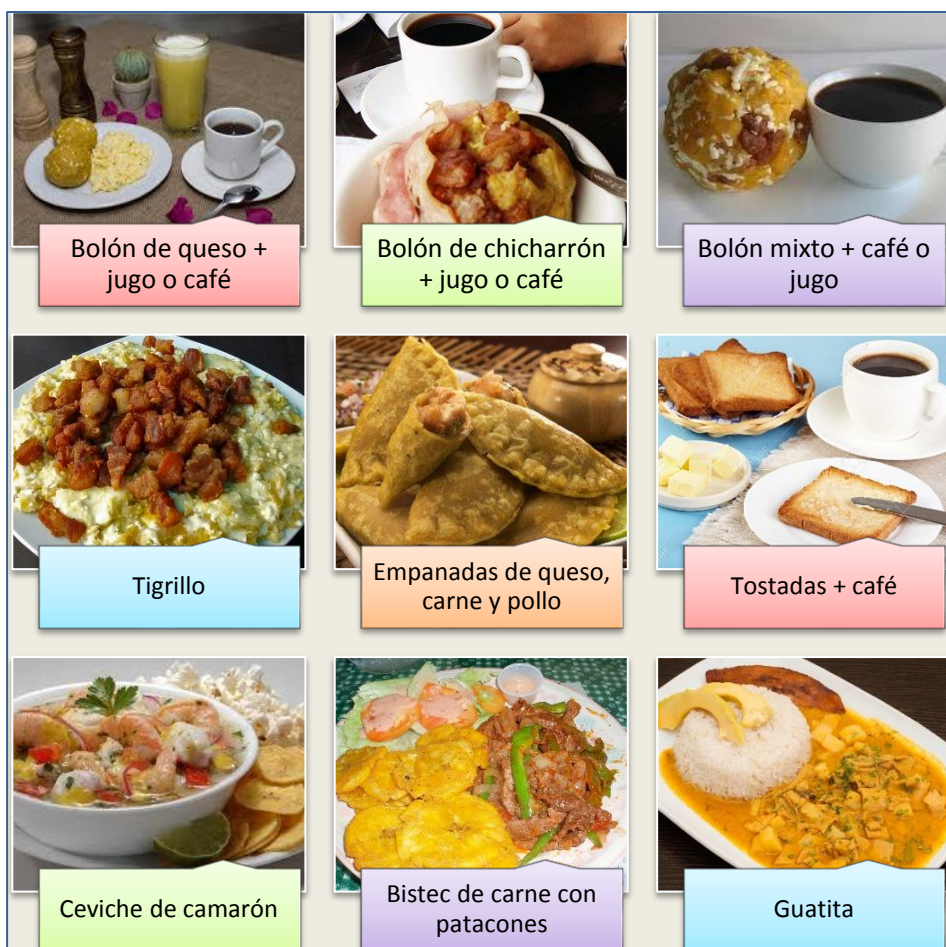 Bolón de queso +
jugo o café
Bolón de chicharrón
+ jugo o café
Bolón mixto + café o
jugo
Tigrillo
Empanadas de queso,
carne y pollo
Tostadas + café
Ceviche de camarón
Bistec de carne con
patacones
Guatita